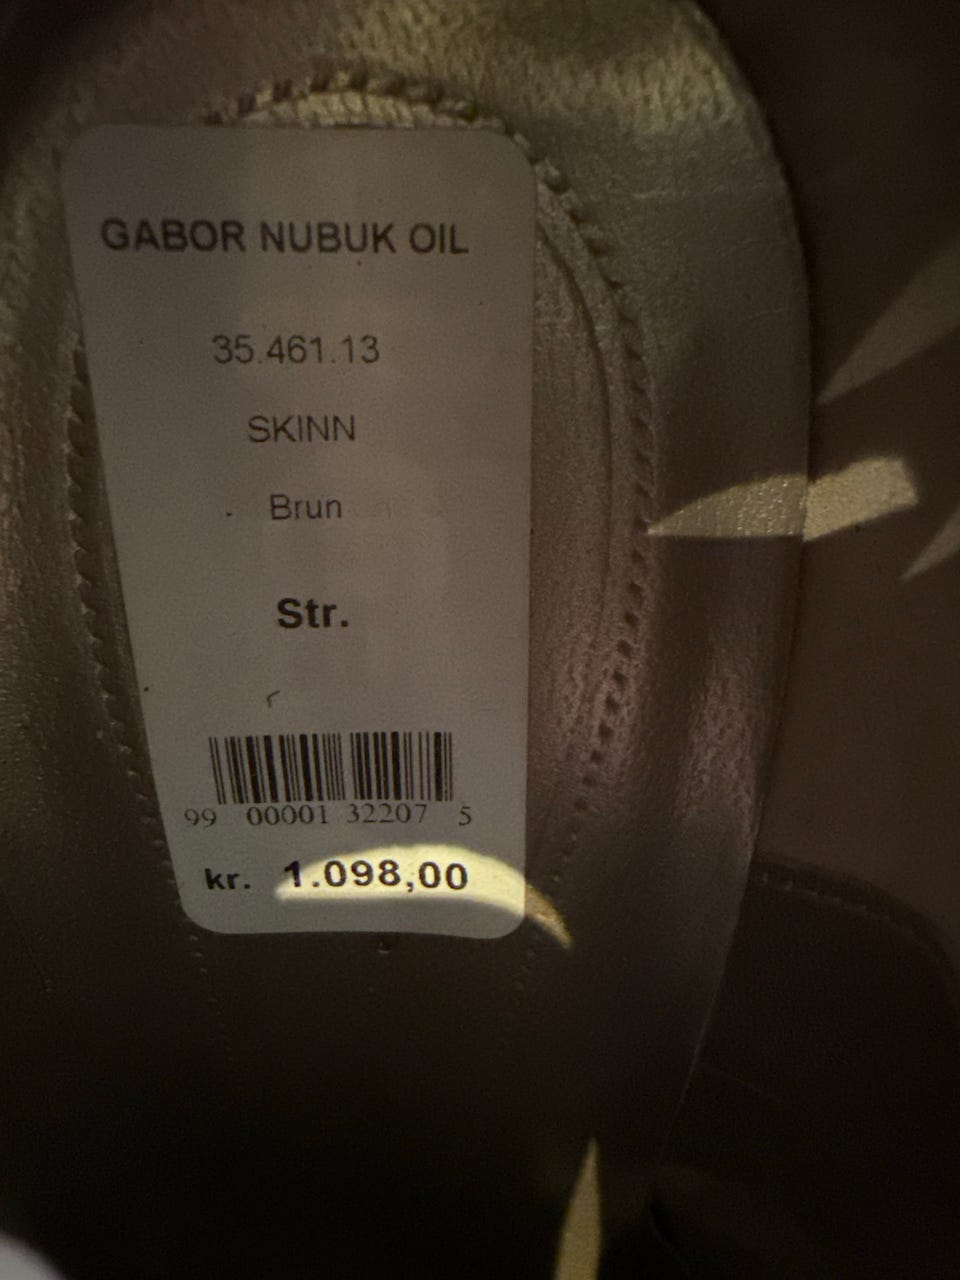 GABOR NUBUK OIL
35.461.13
SKINN
Brun
Str.
99 00001 32207 5
kr. 1.098,00